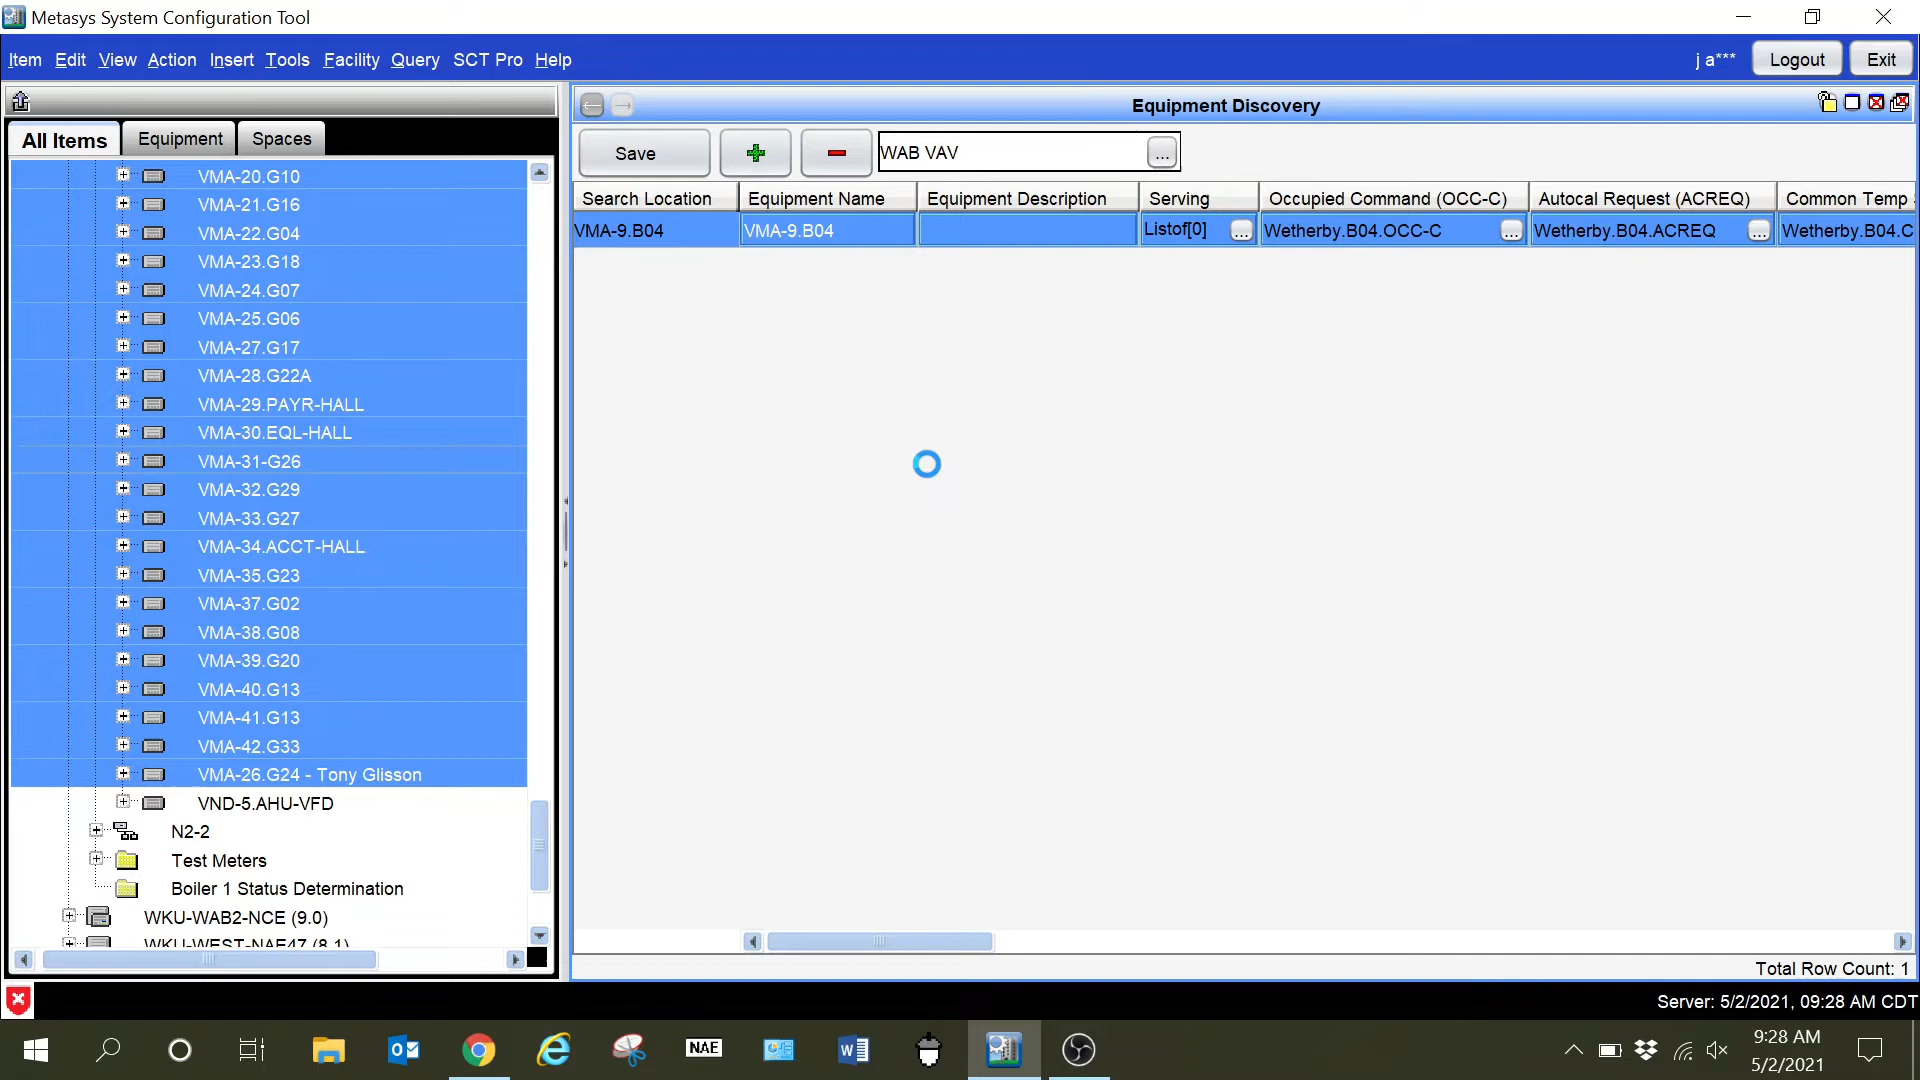 Metasys System Configuration Tool
Item Edit View Action Insert Tools Facility Query SCT Pro Help
j a*** Logout Exit
All Items Equipment Spaces
VMA-20.G10
VMA-21.G16
VMA-22.G04
VMA-23.G18
VMA-24.G07
VMA-25.G06
VMA-27.G17
VMA-28.G22A
VMA-29.PAYR-HALL
VMA-30.EQL-HALL
VMA-31-G26
VMA-32.G29
VMA-33.G27
VMA-34.ACCT-HALL
VMA-35.G23
VMA-37.G02
VMA-38.G08
VMA-39.G20
VMA-40.G13
VMA-41.G13
VMA-42.G33
VMA-26.G24 - Tony Glisson
VND-5.AHU-VFD
N2-2
Test Meters
Boiler 1 Status Determination
WKU-WAB2-NCE (9.0)
WKU-WEST-NAE47 (8.1)
Equipment Discovery
Save WAB VAV ...
Search Location Equipment Name Equipment Description Serving Occupied Command (OCC-C) Autocal Request (ACREQ) Common Temp
VMA-9.B04 VMA-9.B04 Listof[0] ... Wetherby.B04.OCC-C ... Wetherby.B04.ACREQ ... Wetherby.B04.C
Total Row Count: 1
Server: 5/2/2021, 09:28 AM CDT
NAE
9:28 AM
5/2/2021